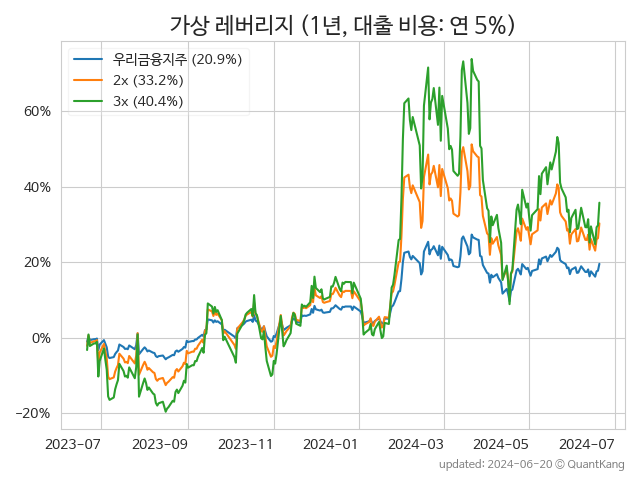 가상 레버리지 (1년, 대출 비용: 연 5%)
우리금융지주 (20.9%)
2x (33.2%)
3x (40.4%)
60%
40%
20%
0%
−20%
2023-07 2023-09 2023-11 2024-01 2024-03 2024-05 2024-07
updated: 2024-06-20 © QuantKang